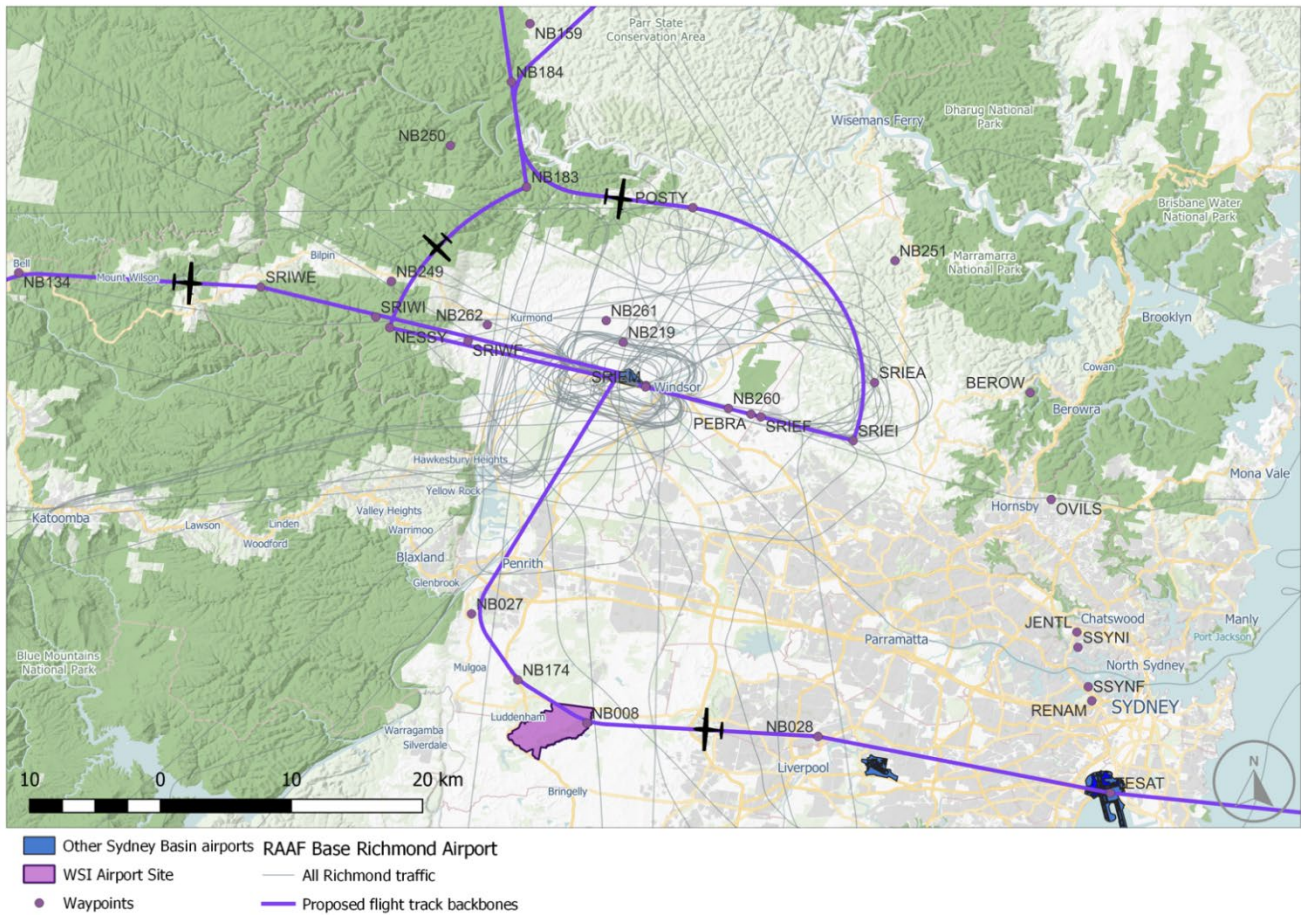 NB159
Parr State
Conservation Area
NB184
Dharug National
Park
Wisemans Ferry
NB250
NB183
POSTY
Brisbane Water
National Park
NB251
Marramarra
National Park
Bell
NB134
Mount Wilson
Bilpin
SRIWE
NB249
SRIWI
NB262
Kurmond
NB261
NESSY
SRIWF
NB219
Brooklyn
Cowan
SRIEM
Windsor
SRIEA
BEROW
Berowra
NB260
PEBRA
SRIEF
SRIEI
Hawkesbury Heights
Mona Vale
Yellow Rock
Katoomba
Lawson
Linden
Woodford
Valley Heights
Warrimoo
Hornsby
OVILS
Blaxland
Penrith
Glenbrook
NB027
JENTL
Chatswood
SSYNI
Manly
Port Jackson
Parramatta
Blue Mountains
National Park
Mulgoa
NB174
North Sydney
SSYNF
RENAM
SYDNEY
Luddenham
NB008
Warragamba
Silverdale
NB028
Liverpool
TESAT
N
10 0 10 20 km
Bringelly
Other Sydney Basin airports
WSI Airport Site
Waypoints
RAAF Base Richmond Airport
All Richmond traffic
Proposed flight track backbones